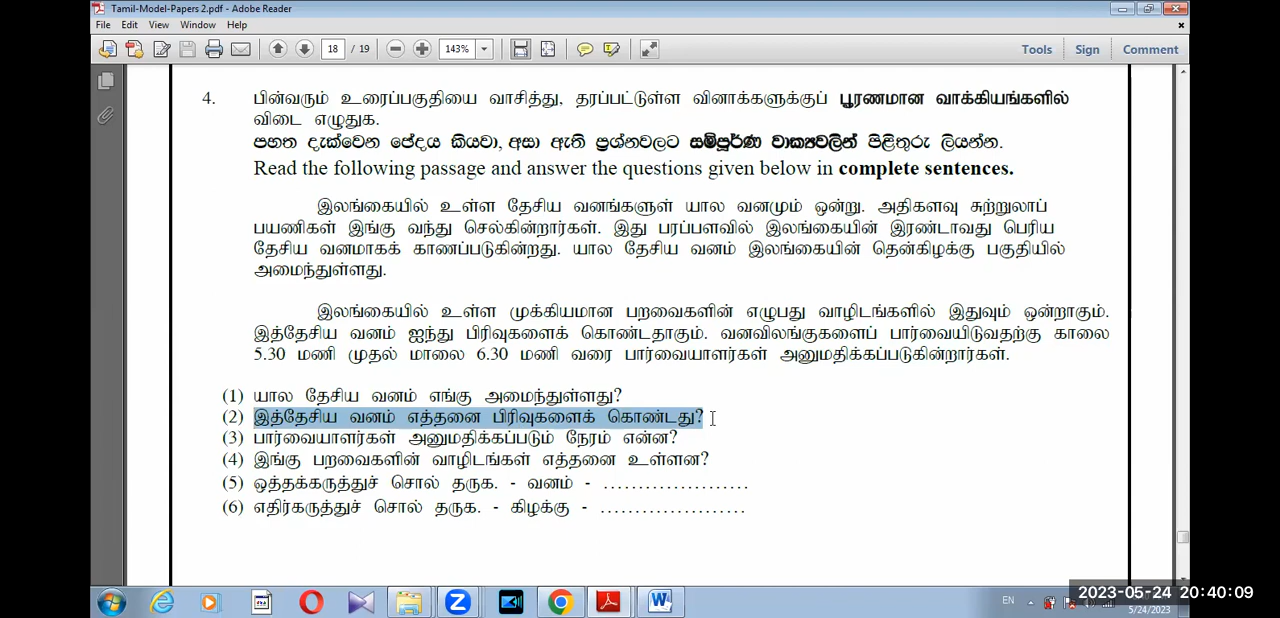 Tamil-Model-Papers 2.pdf - Adobe Reader
File Edit View Window Help
18 / 19 143% Tools Sign Comment
4. பின்வரும் உரைப்பகுதியை வாசித்து, தரப்பட்டுள்ள வினாக்களுக்குப் பூரணமான வாக்கியங்களில்
விடை எழுதுக.
පහත දැක්වෙන ඡේදය කියවා, අසා ඇති ප්‍රශ්නවලට සම්පූර්ණ වාක්‍යවලින් පිළිතුරු ලියන්න.
Read the following passage and answer the questions given below in complete sentences.
இலங்கையில் உள்ள தேசிய வனங்களுள் யால வனமும் ஒன்று. அதிகளவு சுற்றுலாப்
பயணிகள் இங்கு வந்து செல்கின்றார்கள். இது பரப்பளவில் இலங்கையின் இரண்டாவது பெரிய
தேசிய வனமாகக் காணப்படுகின்றது. யால தேசிய வனம் இலங்கையின் தென்கிழக்கு பகுதியில்
அமைந்துள்ளது.
இலங்கையில் உள்ள முக்கியமான பறவைகளின் எழுபது வாழிடங்களில் இதுவும் ஒன்றாகும்.
இத்தேசிய வனம் ஐந்து பிரிவுகளைக் கொண்டதாகும். வனவிலங்குகளைப் பார்வையிடுவதற்கு காலை
5.30 மணி முதல் மாலை 6.30 மணி வரை பார்வையாளர்கள் அனுமதிக்கப்படுகின்றார்கள்.
(1) யால தேசிய வனம் எங்கு அமைந்துள்ளது?
(2) இத்தேசிய வனம் எத்தனை பிரிவுகளைக் கொண்டது?
(3) பார்வையாளர்கள் அனுமதிக்கப்படும் நேரம் என்ன?
(4) இங்கு பறவைகளின் வாழிடங்கள் எத்தனை உள்ளன?
(5) ஒத்தக்கருத்துச் சொல் தருக. - வனம் - .....................
(6) எதிர்கருத்துச் சொல் தருக. - கிழக்கு - .....................
EN
2023-05-24 20:40:09
5/24/2023